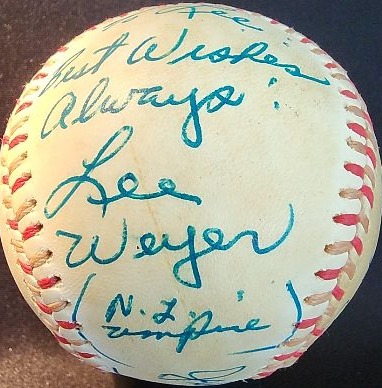 Best Wishes
Always!
Lee
Weyer
(N.L.
umpire)